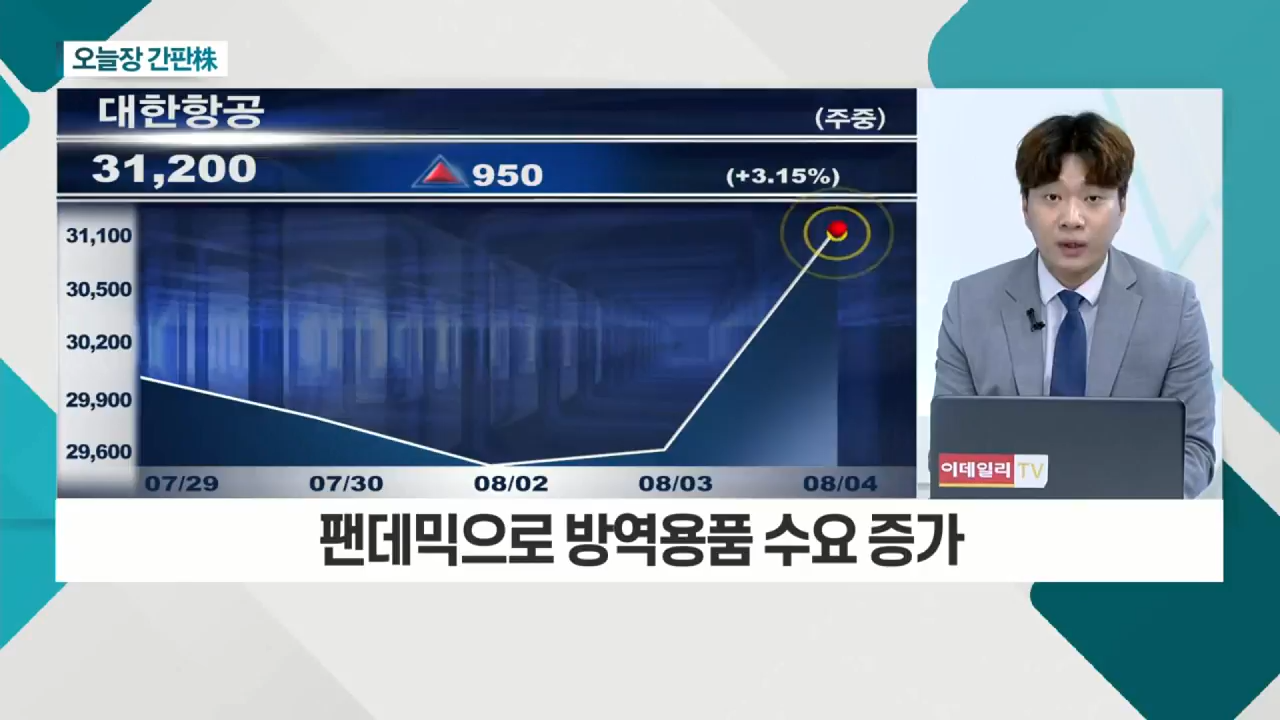 오늘장 간판株
대한항공 (주중)
31,200 950 (+3.15%)
31,100
30,500
30,200
29,900
29,600
07/29 07/30 08/02 08/03 08/04
이데일리 TV
팬데믹으로 방역용품 수요 증가